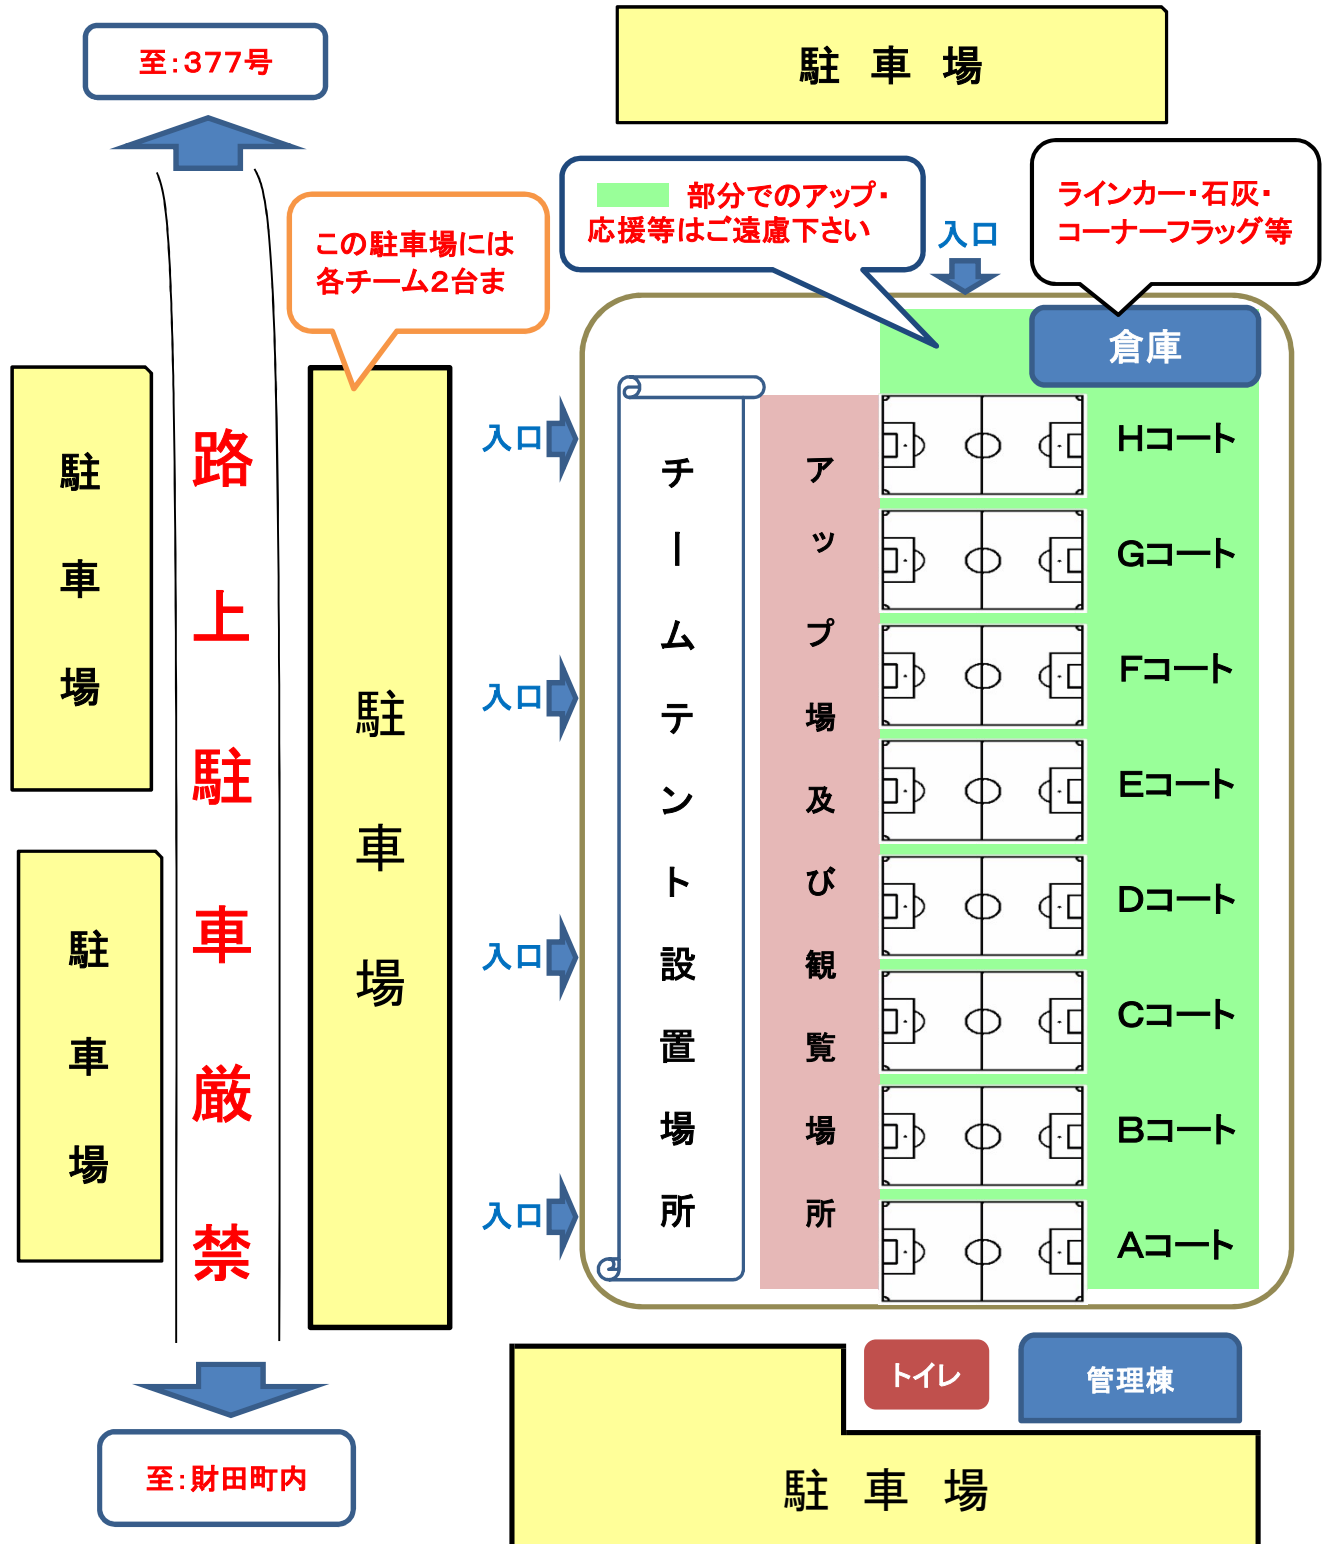 至：３７７号
駐　車　場
部分でのアップ・
応援等はご遠慮下さい
ラインカー・石灰・
コーナーフラッグ等
入口
この駐車場には
各チーム２台ま
倉庫
駐車場
路上駐車厳禁
駐車場
入口
入口
入口
入口
チームテント設置場所
アップ場及び観覧場所
Ｈコート
Ｇコート
Ｆコート
Ｅコート
Ｄコート
Ｃコート
Ｂコート
Ａコート
駐車場
トイレ
管理棟
至：財田町内
駐　車　場